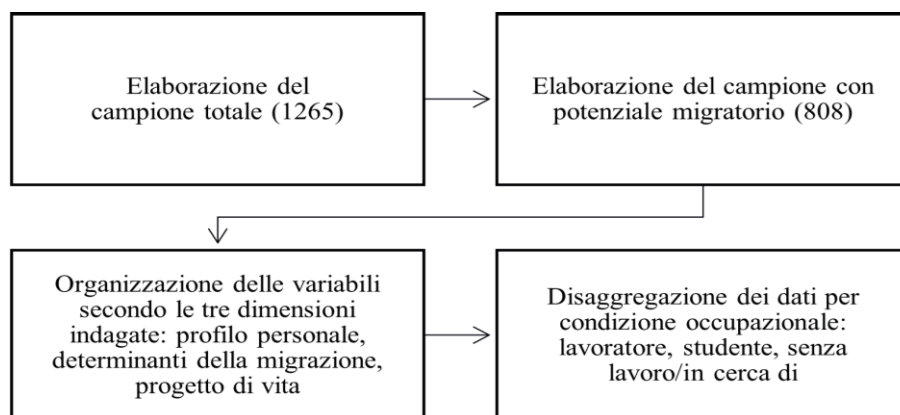 Elaborazione del
campione totale (1265)
Elaborazione del campione con
potenziale migratorio (808)
Organizzazione delle variabili
secondo le tre dimensioni
indagate: profilo personale,
determinanti della migrazione,
progetto di vita
Disaggregazione dei dati per
condizione occupazionale:
lavoratore, studente, senza
lavoro/in cerca di